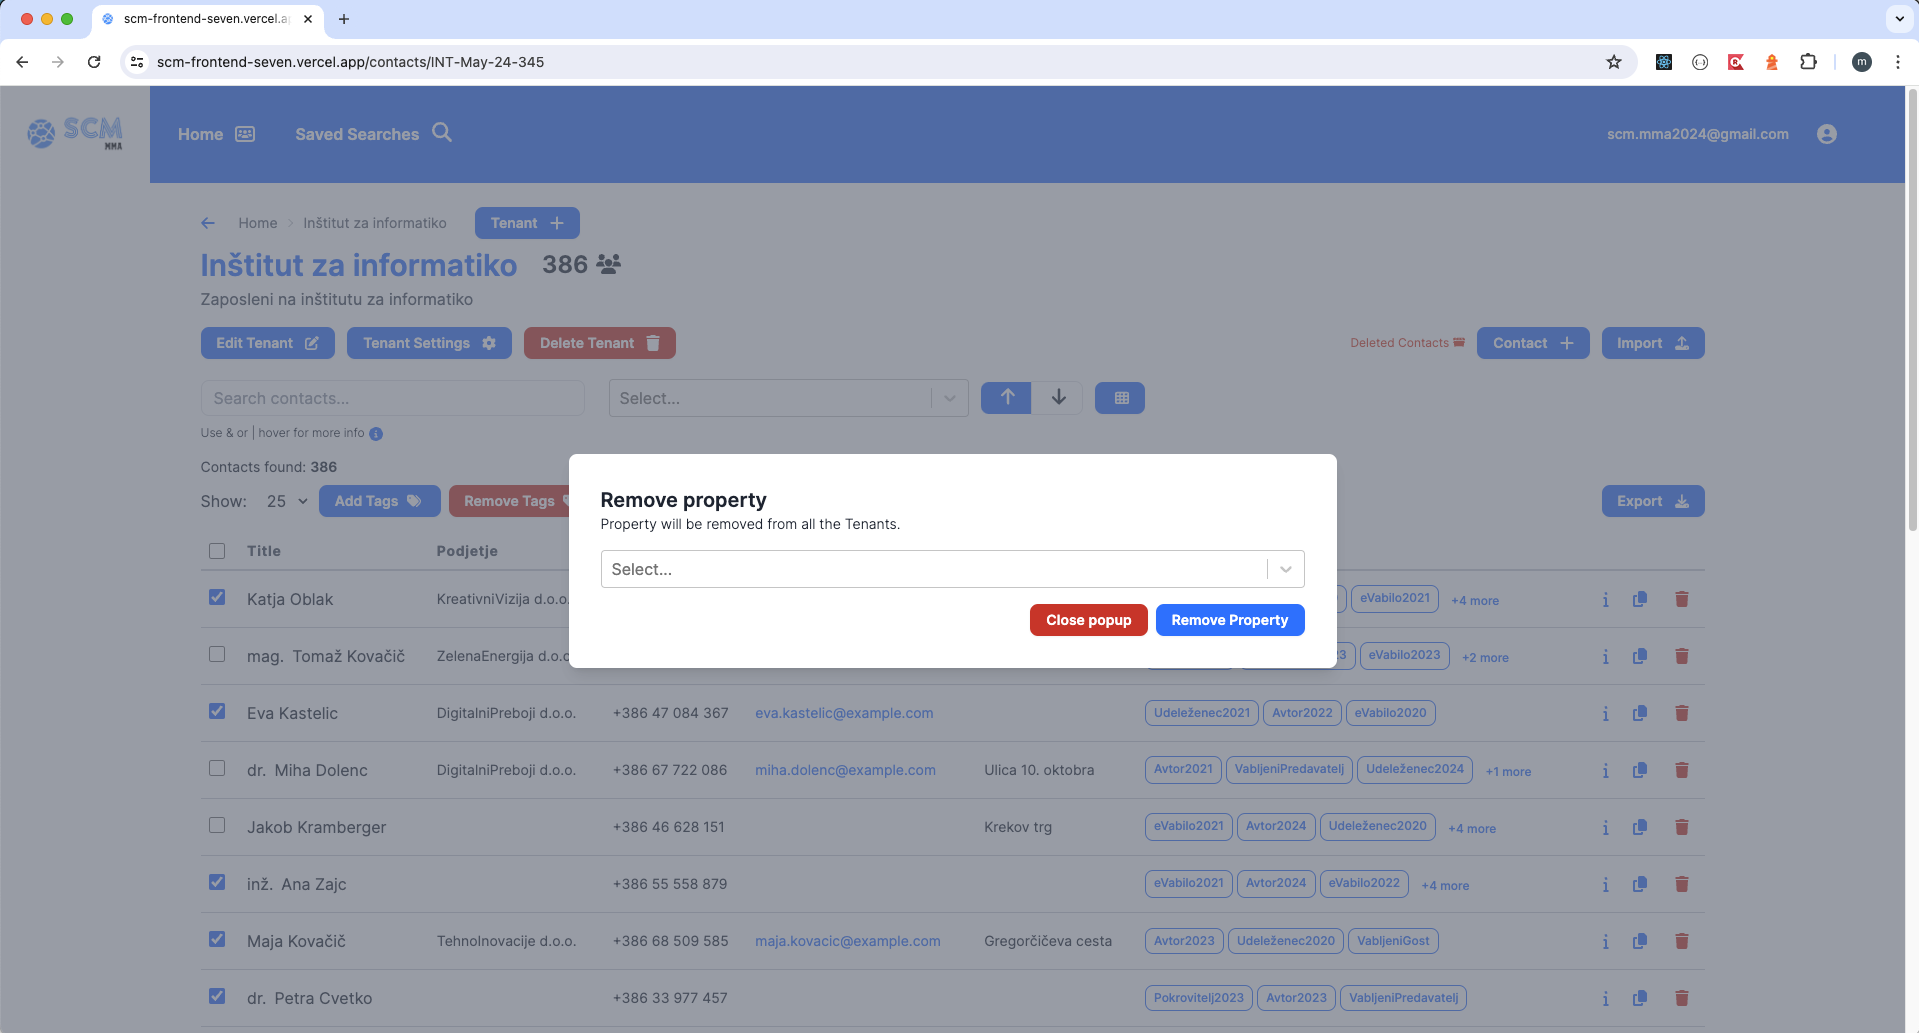 scm-frontend-seven.vercel.a
scm-frontend-seven.vercel.app/contacts/INT-May-24-345
m
SCM
MMA
Home
Saved Searches
scm.mma2024@gmail.com
Home > Inštitut za informatiko
Tenant +
Inštitut za informatiko 386
Zaposleni na inštitutu za informatiko
Edit Tenant
Tenant Settings
Delete Tenant
Deleted Contacts
Contact +
Import
Search contacts...
Select...
Use & or | hover for more info
Contacts found: 386
Show: 25
Add Tags
Remove Tags
Export
Remove property
Property will be removed from all the Tenants.
Select...
Close popup
Remove Property
Title Podjetje
Katja Oblak KreativniVizija d.o.o. eVabilo2021 +4 more
mag. Tomaž Kovačič ZelenaEnergija d.o.o 3 eVabilo2023 +2 more
Eva Kastelic DigitalniPreboji d.o.o. +386 47 084 367 eva.kastelic@example.com Udeleženec2021 Avtor2022 eVabilo2020
dr. Miha Dolenc DigitalniPreboji d.o.o. +386 67 722 086 miha.dolenc@example.com Ulica 10. oktobra Avtor2021 VabljeniPredavatelj Udeleženec2024 +1 more
Jakob Kramberger +386 46 628 151 Krekov trg eVabilo2021 Avtor2024 Udeleženec2020 +4 more
inž. Ana Zajc +386 55 558 879 eVabilo2021 Avtor2024 eVabilo2022 +4 more
Maja Kovačič TehnoInovacije d.o.o. +386 68 509 585 maja.kovacic@example.com Gregorčičeva cesta Avtor2023 Udeleženec2020 VabljeniGost
dr. Petra Cvetko +386 33 977 457 Pokrovitelj2023 Avtor2023 VabljeniPredavatelj